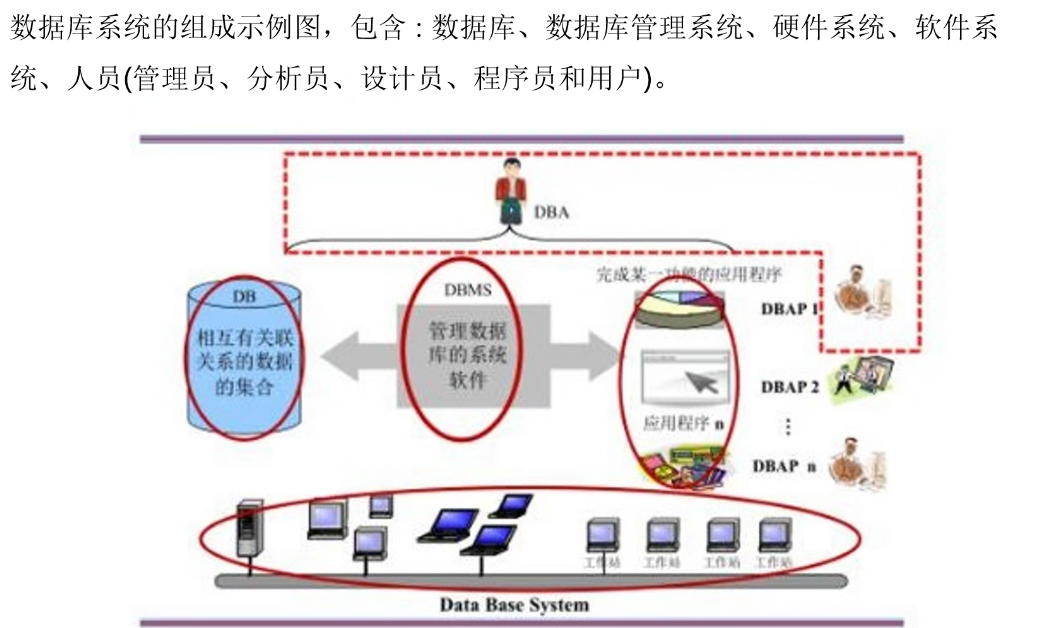 数据库系统的组成示例图，包含：数据库、数据库管理系统、硬件系统、软件系
统、人员(管理员、分析员、设计员、程序员和用户)。
DBA
完成某一功能的应用程序
DB
DBMS
DBAP 1
相互有关联
关系的数据
的集合
管理数据
库的系统
软件
DBAP 2
应用程序 n
⋮
DBAP n
工作站
工作站
工作站
工作站
Data Base System